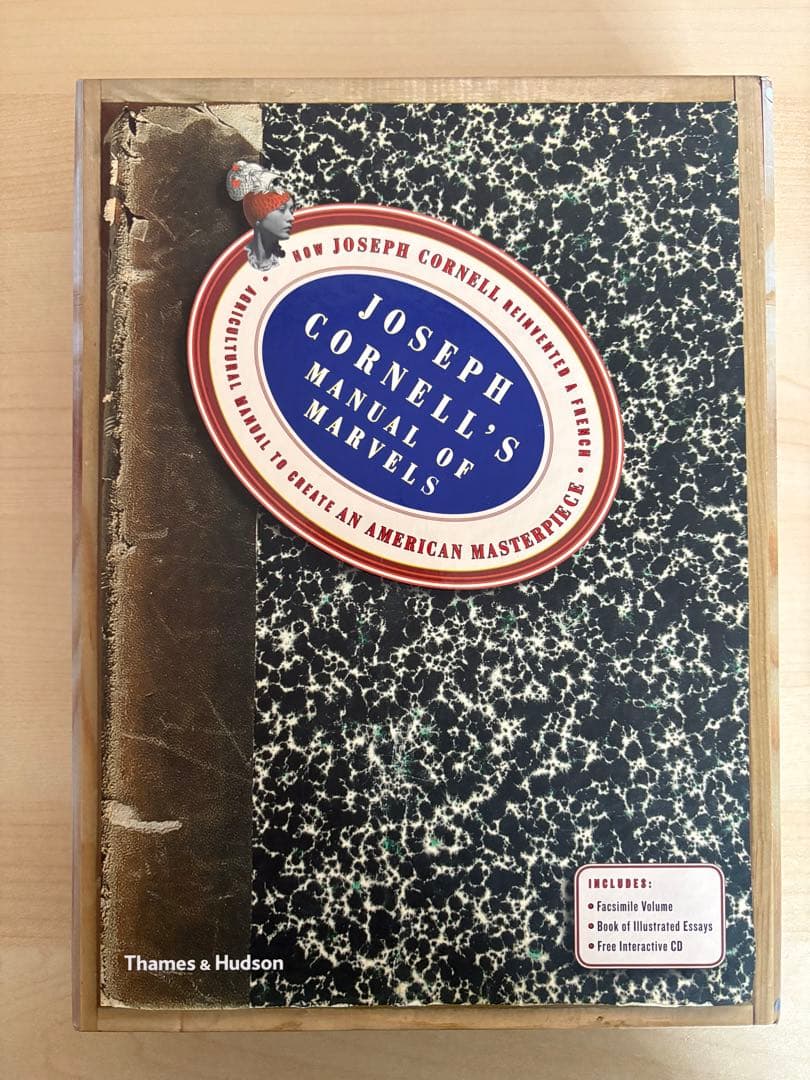 HOW JOSEPH CORNELL REINVENTED A FRENCH •
AGRICULTURAL MANUAL TO CREATE AN AMERICAN MASTERPIECE •
JOSEPH
CORNELL'S
MANUAL OF
MARVELS
INCLUDES:
• Facsimile Volume
• Book of Illustrated Essays
• Free Interactive CD
Thames & Hudson